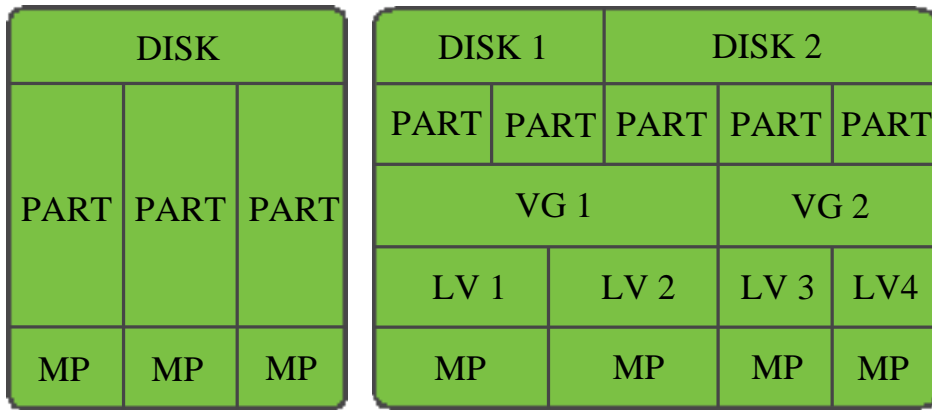 DISK
PART PART PART
MP MP MP
DISK 1 DISK 2
PART PART PART PART PART
VG 1 VG 2
LV 1 LV 2 LV 3 LV4
MP MP MP MP